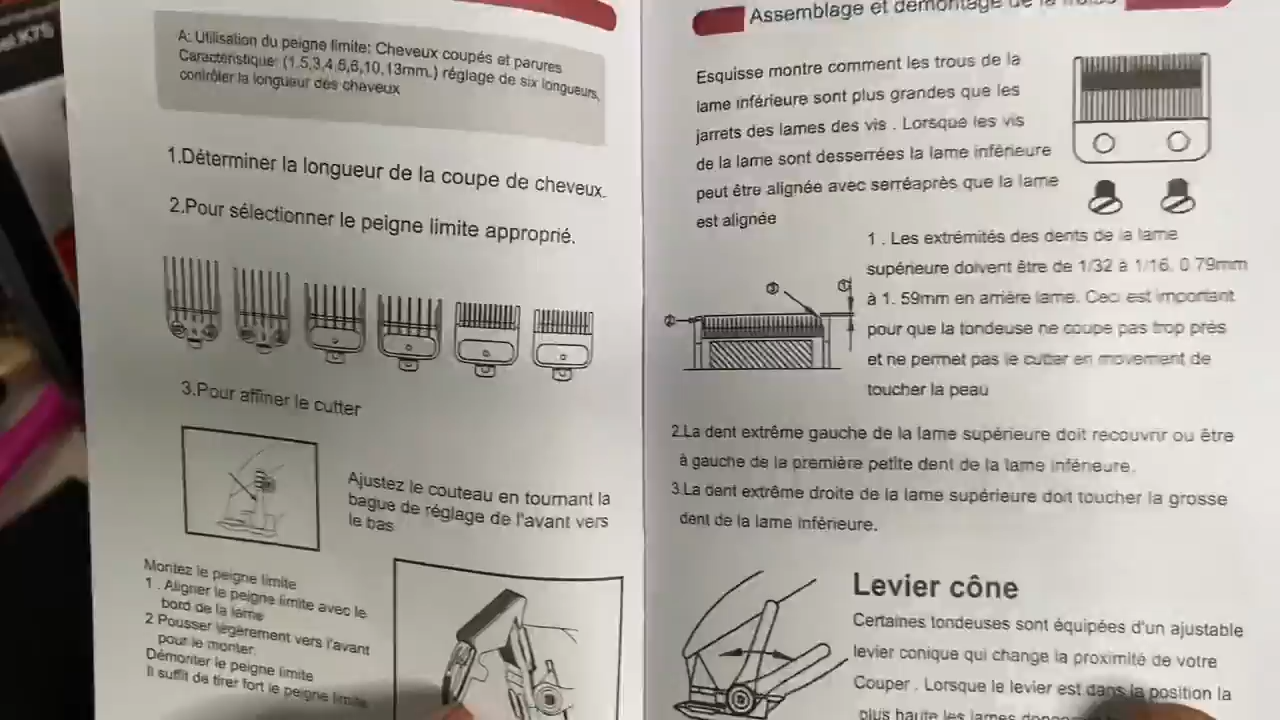 A: Utilisation du peigne limite: Cheveux coupés et parures
Caractéristique: (1.5,3,4.5,6,10,13mm.) réglage de six longueurs,
contrôler la longueur des cheveux
1.Déterminer la longueur de la coupe de cheveux.
2.Pour sélectionner le peigne limite approprié.
3.Pour affiner le cutter
Ajustez le couteau en tournant la
bague de réglage de l'avant vers
le bas
Montez le peigne limite
1 . Aligner le peigne limite avec le
bord de la lame
2 Pousser légèrement vers l'avant
pour le monter.
Démonter le peigne limite
Il suffit de tirer fort le peigne limite
Assemblage et démontage de la
Esquisse montre comment les trous de la
lame inférieure sont plus grandes que les
jarrets des lames des vis . Lorsque les vis
de la lame sont desserrées la lame inférieure
peut être alignée avec serréaprès que la lame
est alignée
1 . Les extrémités des dents de la lame
supérieure doivent être de 1/32 à 1/16. 0 79mm
à 1. 59mm en arrière lame. Ceci est important
pour que la tondeuse ne coupe pas trop près
et ne permet pas le cutter en movement de
toucher la peau
2.La dent extrême gauche de la lame supérieure doit recouvrir ou être
à gauche de la première petite dent de la lame inférieure.
3.La dent extrême droite de la lame supérieure doit toucher la grosse
dent de la lame inférieure.
Levier cône
Certaines tondeuses sont équipées d'un ajustable
levier conique qui change la proximité de votre
Couper . Lorsque le levier est dans la position la
plus haute les lames